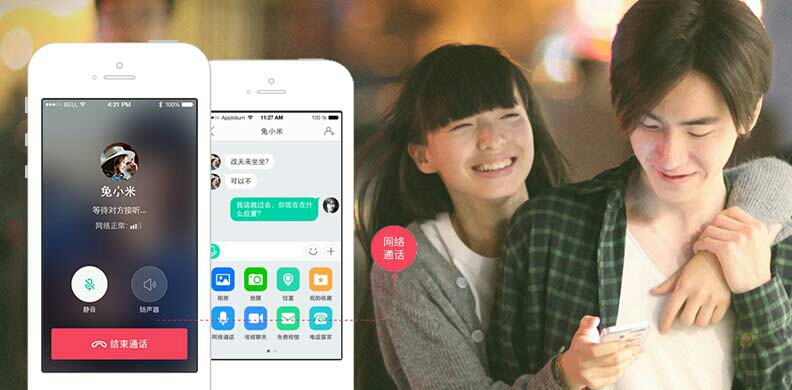 BELL
4:21 PM
100%
兔小米
等待对方接听...
网络正常:
静音
扬声器
结束通话
Applidium
11:27 AM
100 %
兔小米
改天来坐坐?
可以不
我这就过去,你现在在什
么位置?
相册
拍摄
位置
我的收藏
网络通话
视频聊天
免费短信
电话留言
网络
通话